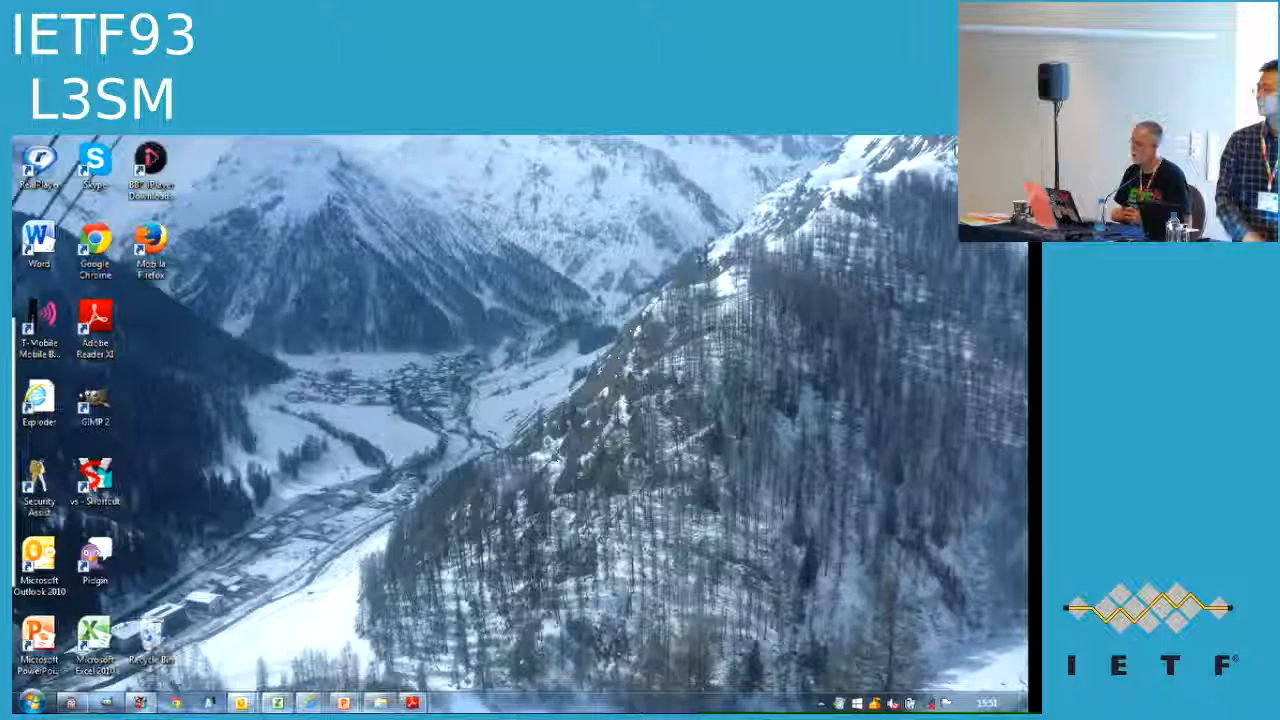 IETF93
L3SM
RealPlayer
Skype
BBC iPlayer
Downloads
Word
Google
Chrome
Mozilla
Firefox
T-Mobile
Mobile B...
Adobe
Reader XI
Exploder
GIMP 2
Security
Assist
vs - Shortcut
Microsoft
Outlook 2010
Pidgin
Microsoft
PowerPoi...
Microsoft
Excel 2010
Recycle Bin
15:51
I E T F®